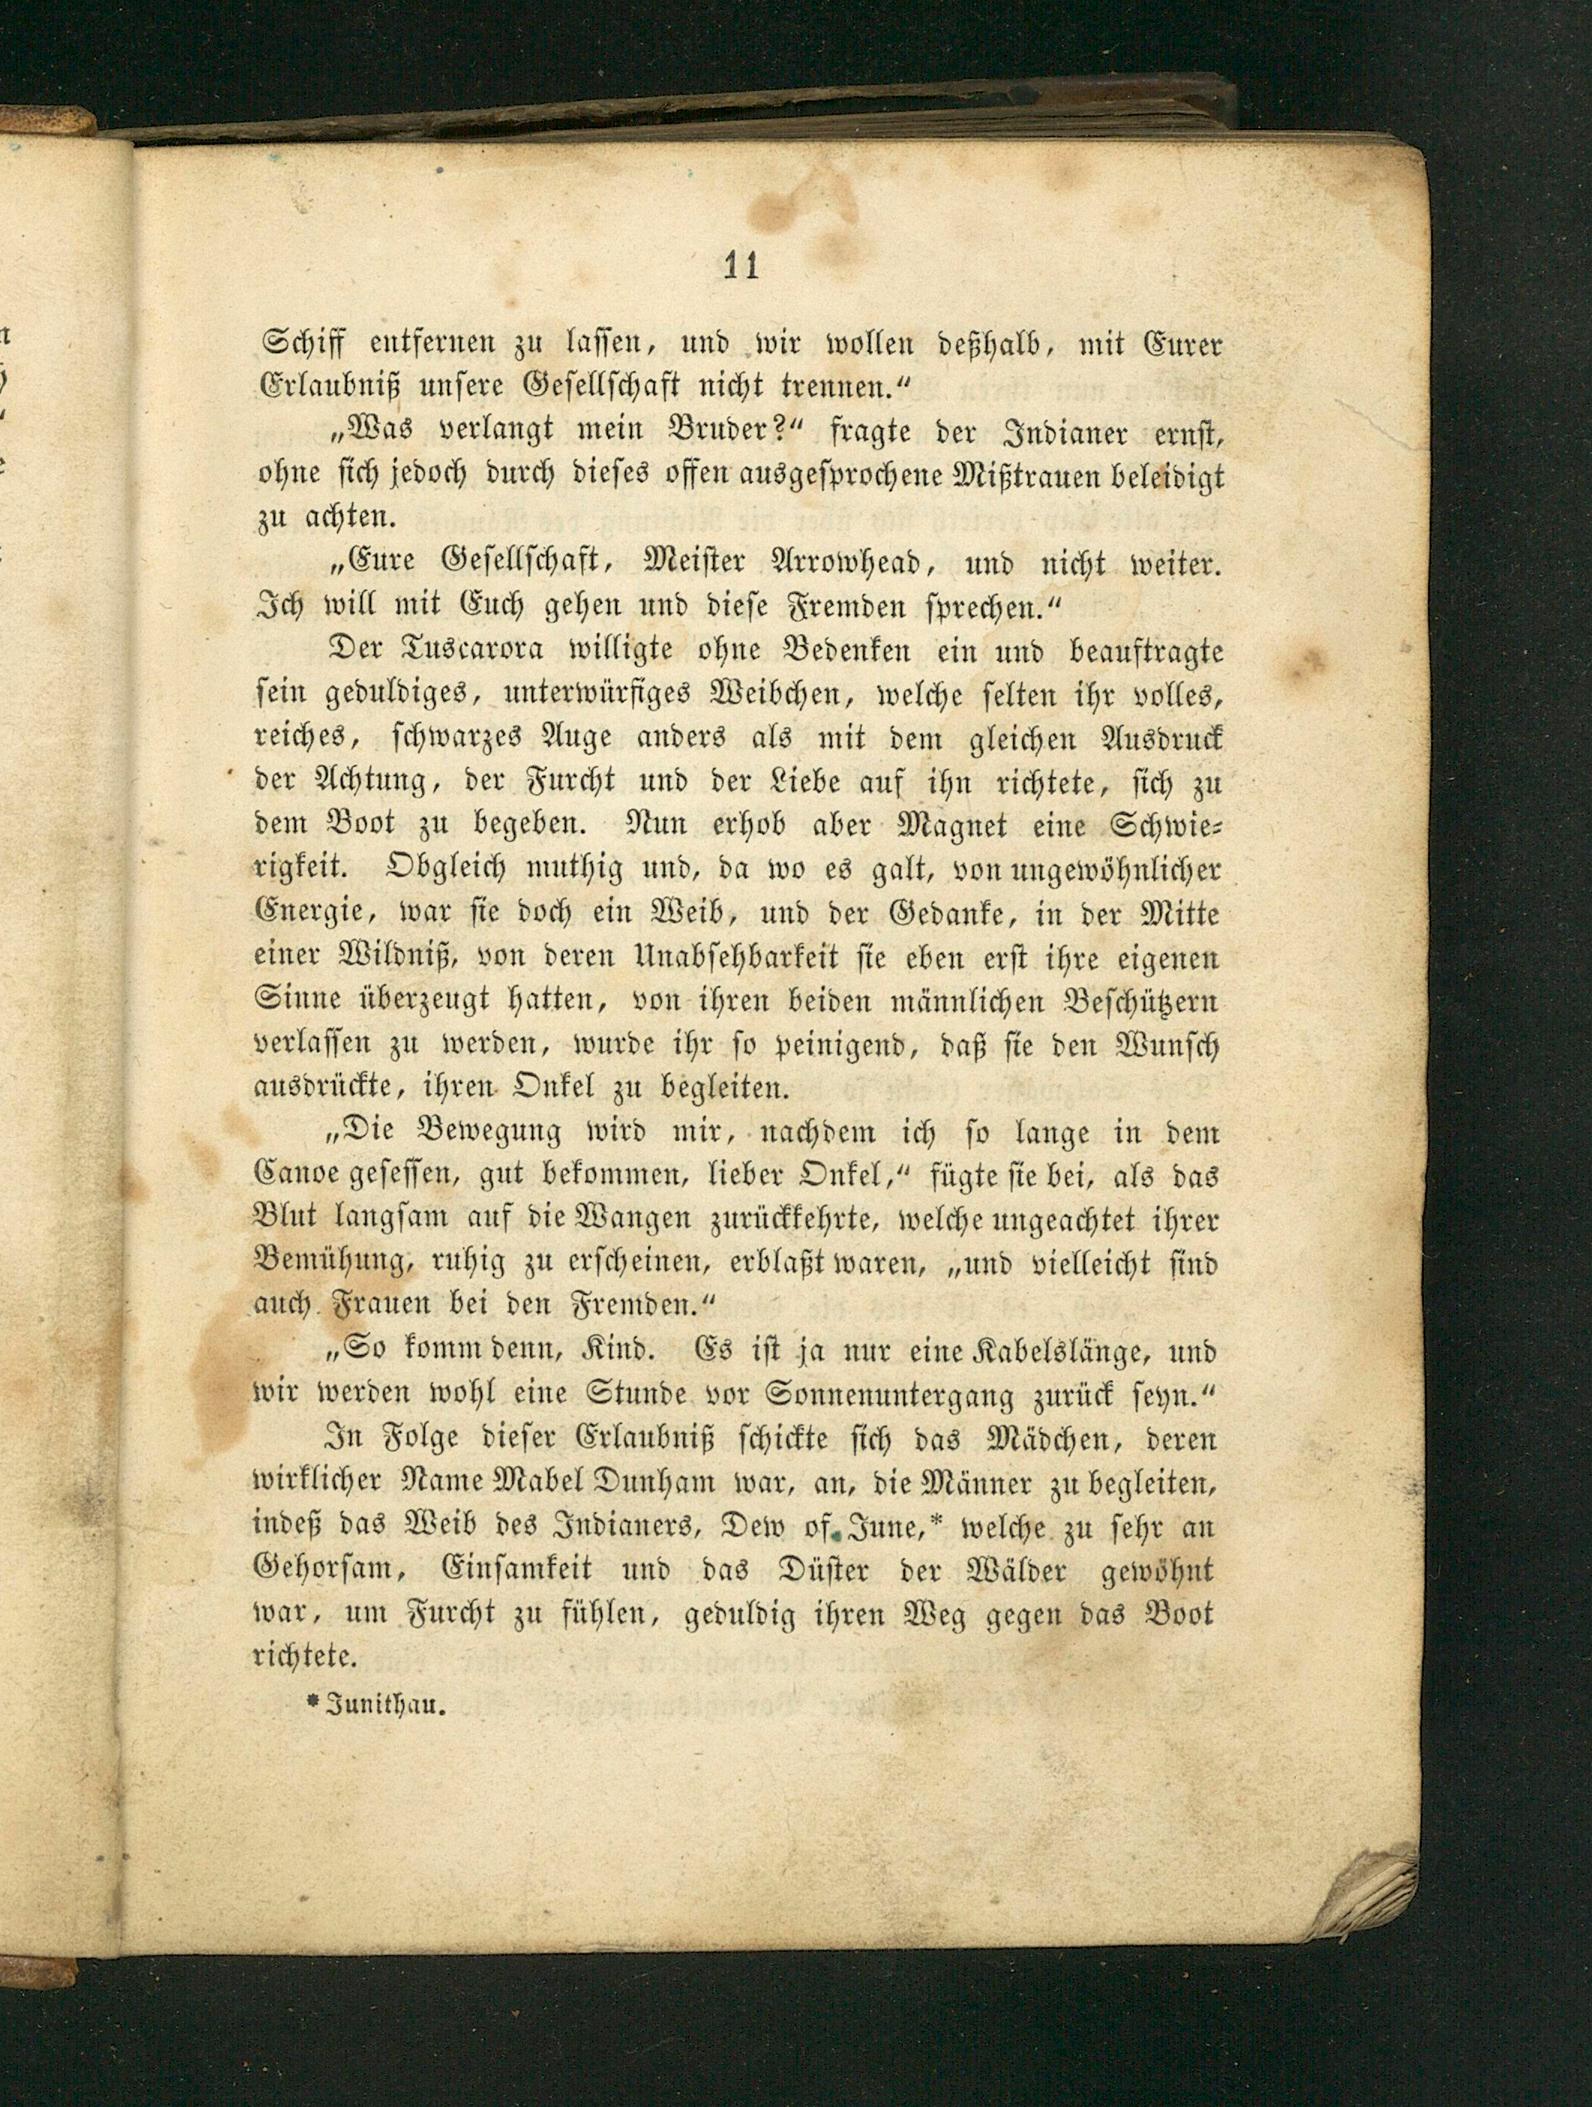 11
Schiff entfernen zu lassen, und wir wollen deßhalb, mit Eurer
Erlaubniß unsere Gesellschaft nicht trennen.“
„Was verlangt mein Bruder?“ fragte der Indianer ernst,
ohne sich jedoch durch dieses offen ausgesprochene Mißtrauen beleidigt
zu achten.
„Eure Gesellschaft, Meister Arrowhead, und nicht weiter.
Ich will mit Euch gehen und diese Fremden sprechen.“
Der Tuscarora willigte ohne Bedenken ein und beauftragte
sein geduldiges, unterwürfiges Weibchen, welche selten ihr volles,
reiches, schwarzes Auge anders als mit dem gleichen Ausdruck
der Achtung, der Furcht und der Liebe auf ihn richtete, sich zu
dem Boot zu begeben. Nun erhob aber Magnet eine Schwie-
rigkeit. Obgleich muthig und, da wo es galt, von ungewöhnlicher
Energie, war sie doch ein Weib, und der Gedanke, in der Mitte
einer Wildniß, von deren Unabsehbarkeit sie eben erst ihre eigenen
Sinne überzeugt hatten, von ihren beiden männlichen Beschützern
verlassen zu werden, wurde ihr so peinigend, daß sie den Wunsch
ausdrückte, ihren Onkel zu begleiten.
„Die Bewegung wird mir, nachdem ich so lange in dem
Canoe gesessen, gut bekommen, lieber Onkel,“ fügte sie bei, als das
Blut langsam auf die Wangen zurückkehrte, welche ungeachtet ihrer
Bemühung, ruhig zu erscheinen, erblaßt waren, „und vielleicht sind
auch Frauen bei den Fremden.“
„So komm denn, Kind. Es ist ja nur eine Kabelslänge, und
wir werden wohl eine Stunde vor Sonnenuntergang zurück seyn.“
In Folge dieser Erlaubniß schickte sich das Mädchen, deren
wirklicher Name Mabel Dunham war, an, die Männer zu begleiten,
indeß das Weib des Indianers, Dew of June,* welche zu sehr an
Gehorsam, Einsamkeit und das Düster der Wälder gewöhnt
war, um Furcht zu fühlen, geduldig ihren Weg gegen das Boot
richtete.
* Junithau.